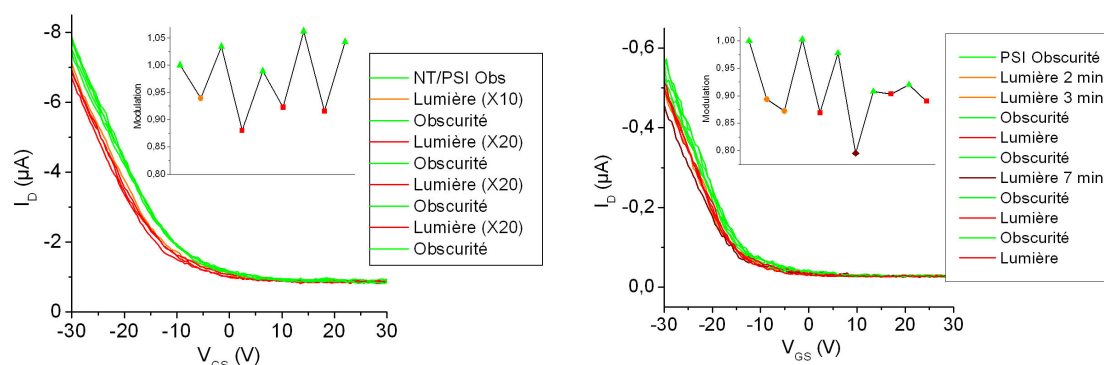 -8
-6
-4
-2
0
-30
-20
-10
0
10
20
30
I_D (µA)
V_GS (V)
1,05
1,00
0,95
0,90
0,85
0,80
Modulation
NT/PSI Obs
Lumière (X10)
Obscurité
Lumière (X20)
Obscurité
Lumière (X20)
Obscurité
Lumière (X20)
Obscurité
-0,6
-0,4
-0,2
0,0
-30
-20
-10
0
10
20
30
I_D (µA)
V_GS (V)
1,00
0,95
0,90
0,85
0,80
Modulation
PSI Obscurité
Lumière 2 min
Lumière 3 min
Obscurité
Lumière
Obscurité
Lumière 7 min
Obscurité
Lumière
Obscurité
Lumière